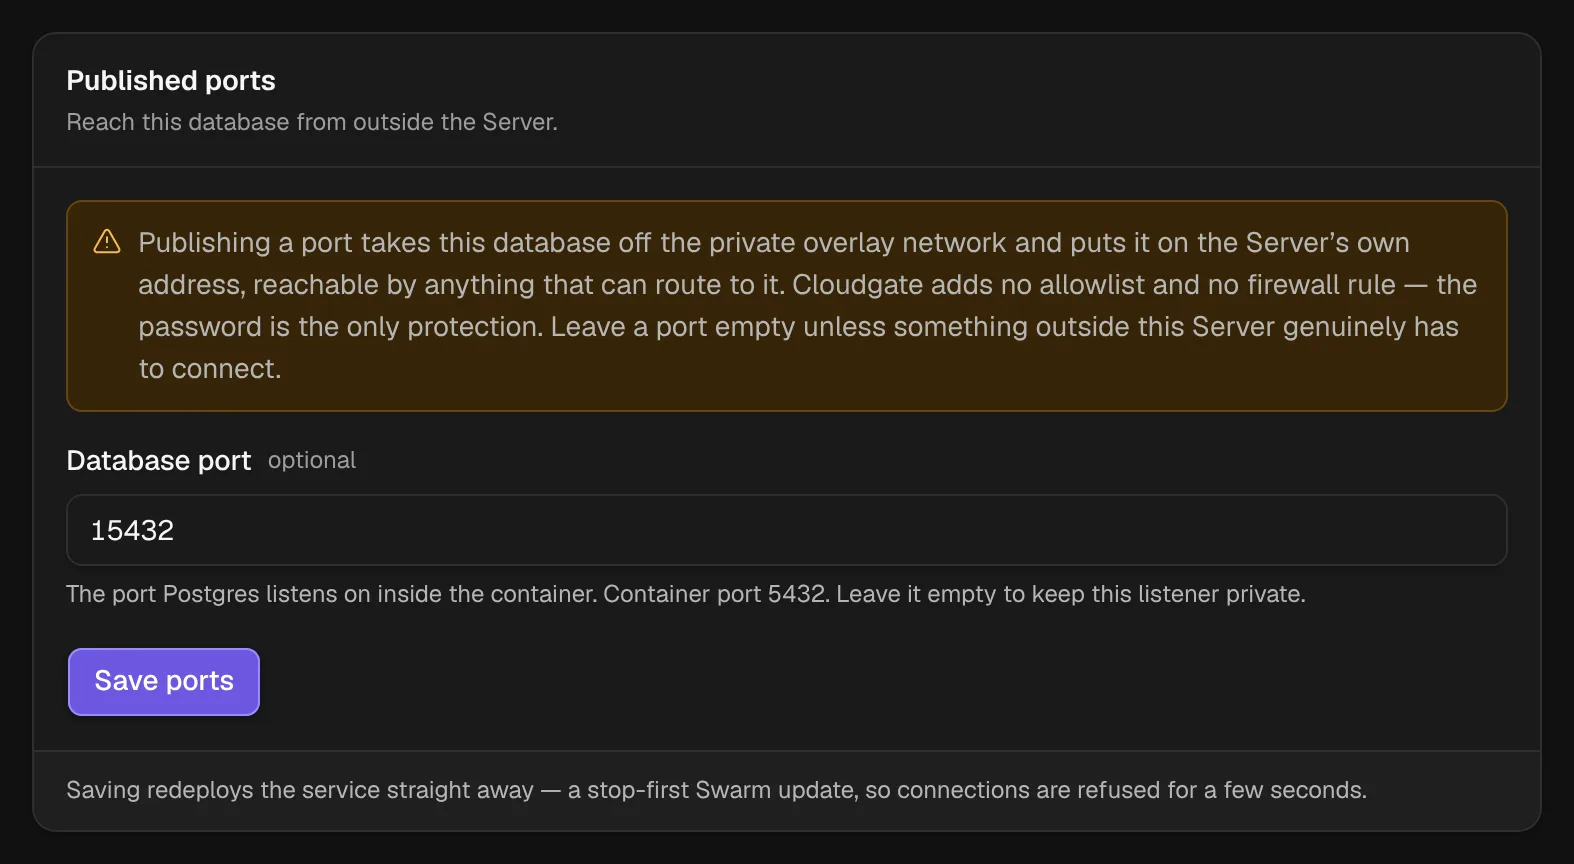 Published ports
Reach this database from outside the Server.
Publishing a port takes this database off the private overlay network and puts it on the Server’s own
address, reachable by anything that can route to it. Cloudgate adds no allowlist and no firewall rule — the
password is the only protection. Leave a port empty unless something outside this Server genuinely has
to connect.
Database port optional
15432
The port Postgres listens on inside the container. Container port 5432. Leave it empty to keep this listener private.
Save ports
Saving redeploys the service straight away — a stop-first Swarm update, so connections are refused for a few seconds.